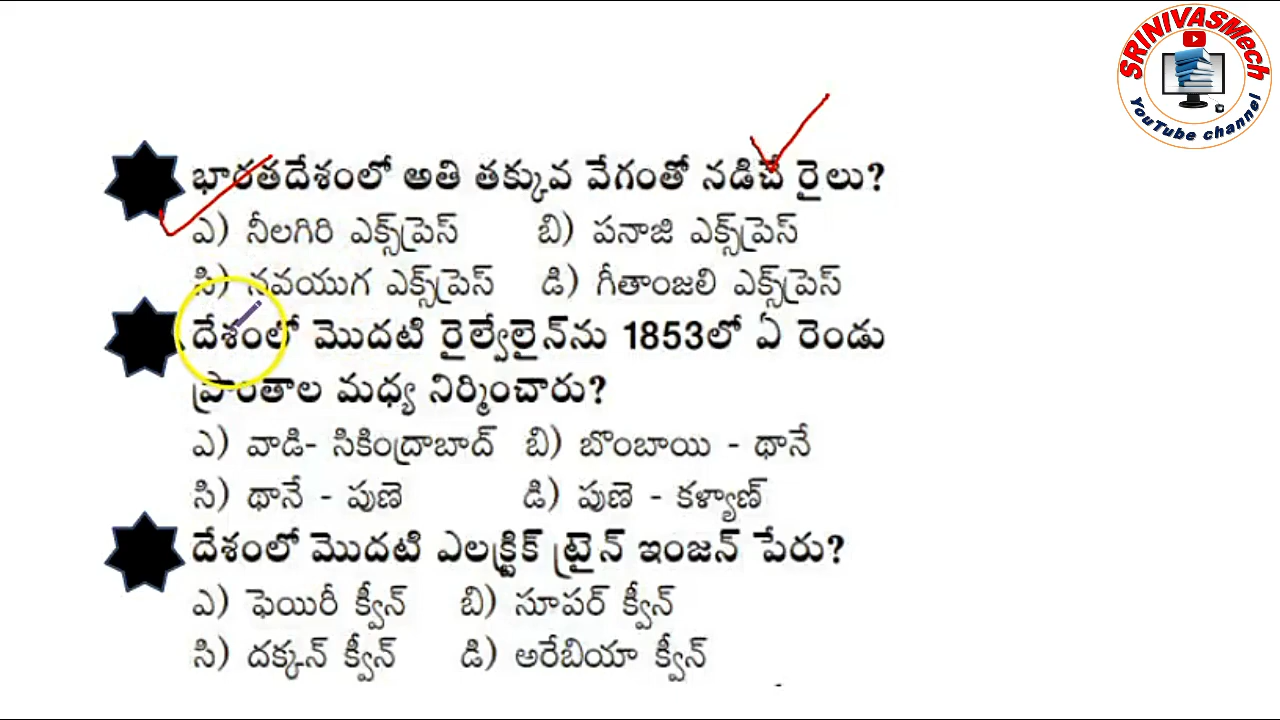 SRINIVASMech
YouTube channel
భారతదేశంలో అతి తక్కువ వేగంతో నడిచే రైలు?
ఎ) నీలగిరి ఎక్స్‌ప్రెస్ బి) పనాజి ఎక్స్‌ప్రెస్
సి) నవయుగ ఎక్స్‌ప్రెస్ డి) గీతాంజలి ఎక్స్‌ప్రెస్
దేశంలో మొదటి రైల్వేలైన్‌ను 1853లో ఏ రెండు
ప్రాంతాల మధ్య నిర్మించారు?
ఎ) వాడి- సికింద్రాబాద్ బి) బొంబాయి - థానే
సి) థానే - పుణె డి) పుణె - కళ్యాణ్
దేశంలో మొదటి ఎలక్ట్రిక్ ట్రైన్ ఇంజన్ పేరు?
ఎ) ఫెయిరీ క్వీన్ బి) సూపర్ క్వీన్
సి) దక్కన్ క్వీన్ డి) అరేబియా క్వీన్